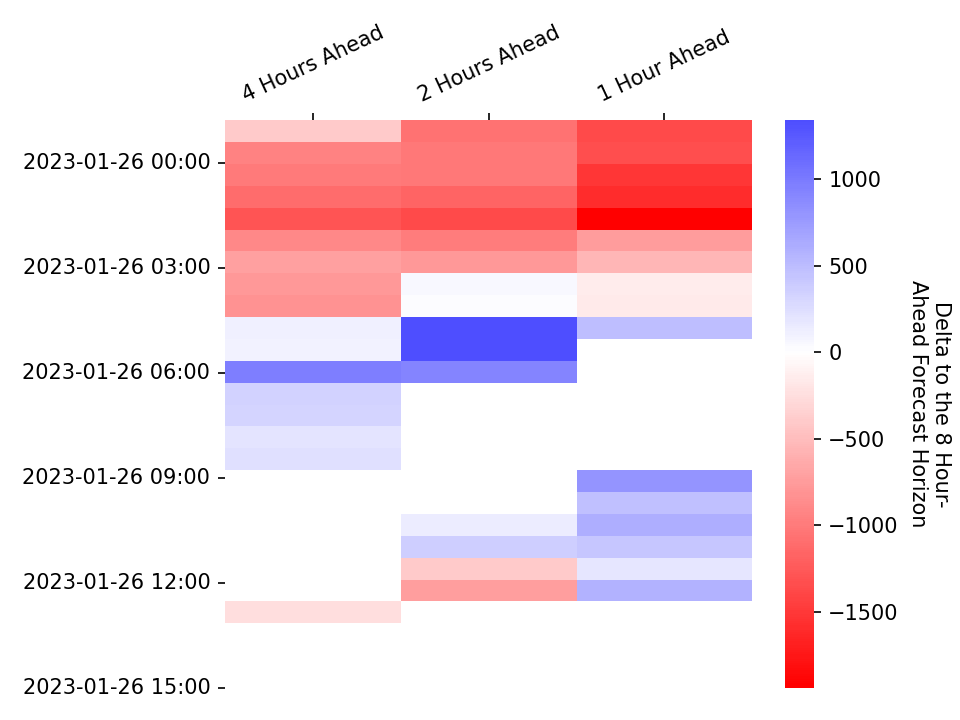 4 Hours Ahead
2 Hours Ahead
1 Hour Ahead
2023-01-26 00:00
2023-01-26 03:00
2023-01-26 06:00
2023-01-26 09:00
2023-01-26 12:00
2023-01-26 15:00
1000
500
0
−500
−1000
−1500
Delta to the 8 Hour-
Ahead Forecast Horizon